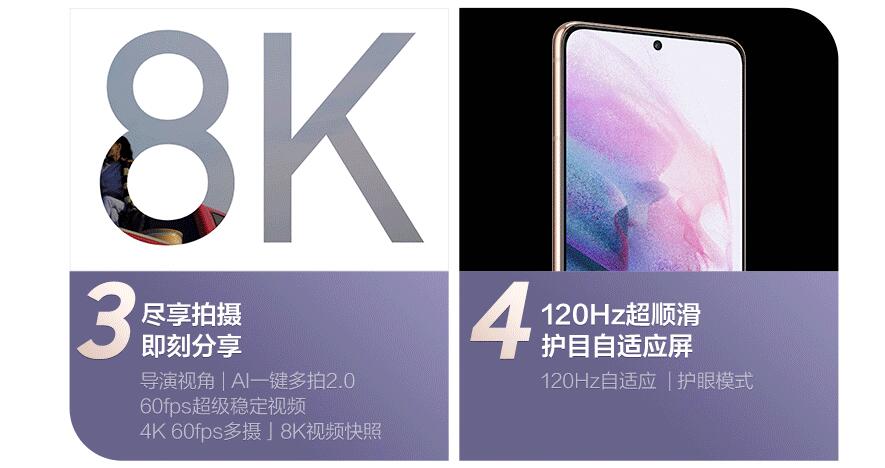 8K
3
尽享拍摄
即刻分享
导演视角 | AI一键多拍2.0
60fps超级稳定视频
4K 60fps多摄 | 8K视频快照
4
120Hz超顺滑
护目自适应屏
120Hz自适应 | 护眼模式